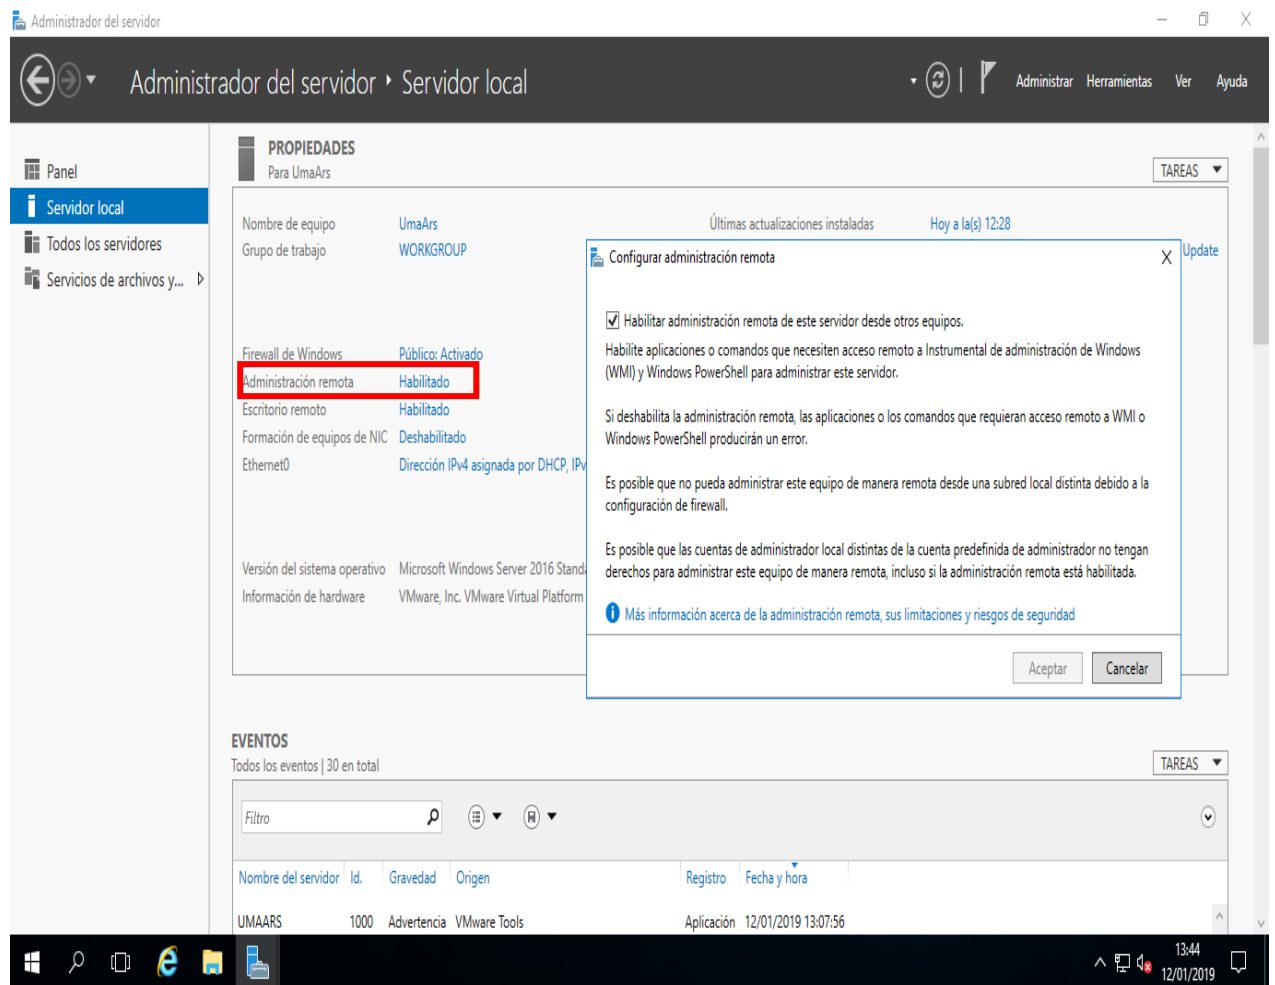 Administrador del servidor
Administrador del servidor • Servidor local
Administrar Herramientas Ver Ayuda
Panel
Servidor local
Todos los servidores
Servicios de archivos y...
PROPIEDADES
Para UmaArs
TAREAS
Nombre de equipo UmaArs Últimas actualizaciones instaladas Hoy a la(s) 12:28
Grupo de trabajo WORKGROUP Update
Firewall de Windows Público: Activado
Administración remota Habilitado
Escritorio remoto Habilitado
Formación de equipos de NIC Deshabilitado
Ethernet0 Dirección IPv4 asignada por DHCP, IPv
Versión del sistema operativo Microsoft Windows Server 2016 Standa
Información de hardware VMware, Inc. VMware Virtual Platform
Configurar administración remota
Habilitar administración remota de este servidor desde otros equipos.
Habilite aplicaciones o comandos que necesiten acceso remoto a Instrumental de administración de Windows
(WMI) y Windows PowerShell para administrar este servidor.
Si deshabilita la administración remota, las aplicaciones o los comandos que requieran acceso remoto a WMI o
Windows PowerShell producirán un error.
Es posible que no pueda administrar este equipo de manera remota desde una subred local distinta debido a la
configuración de firewall.
Es posible que las cuentas de administrador local distintas de la cuenta predefinida de administrador no tengan
derechos para administrar este equipo de manera remota, incluso si la administración remota está habilitada.
Más información acerca de la administración remota, sus limitaciones y riesgos de seguridad
Aceptar Cancelar
EVENTOS
Todos los eventos | 30 en total
TAREAS
Filtro
Nombre del servidor Id. Gravedad Origen Registro Fecha y hora
UMAARS 1000 Advertencia VMware Tools Aplicación 12/01/2019 13:07:56
13:44
12/01/2019